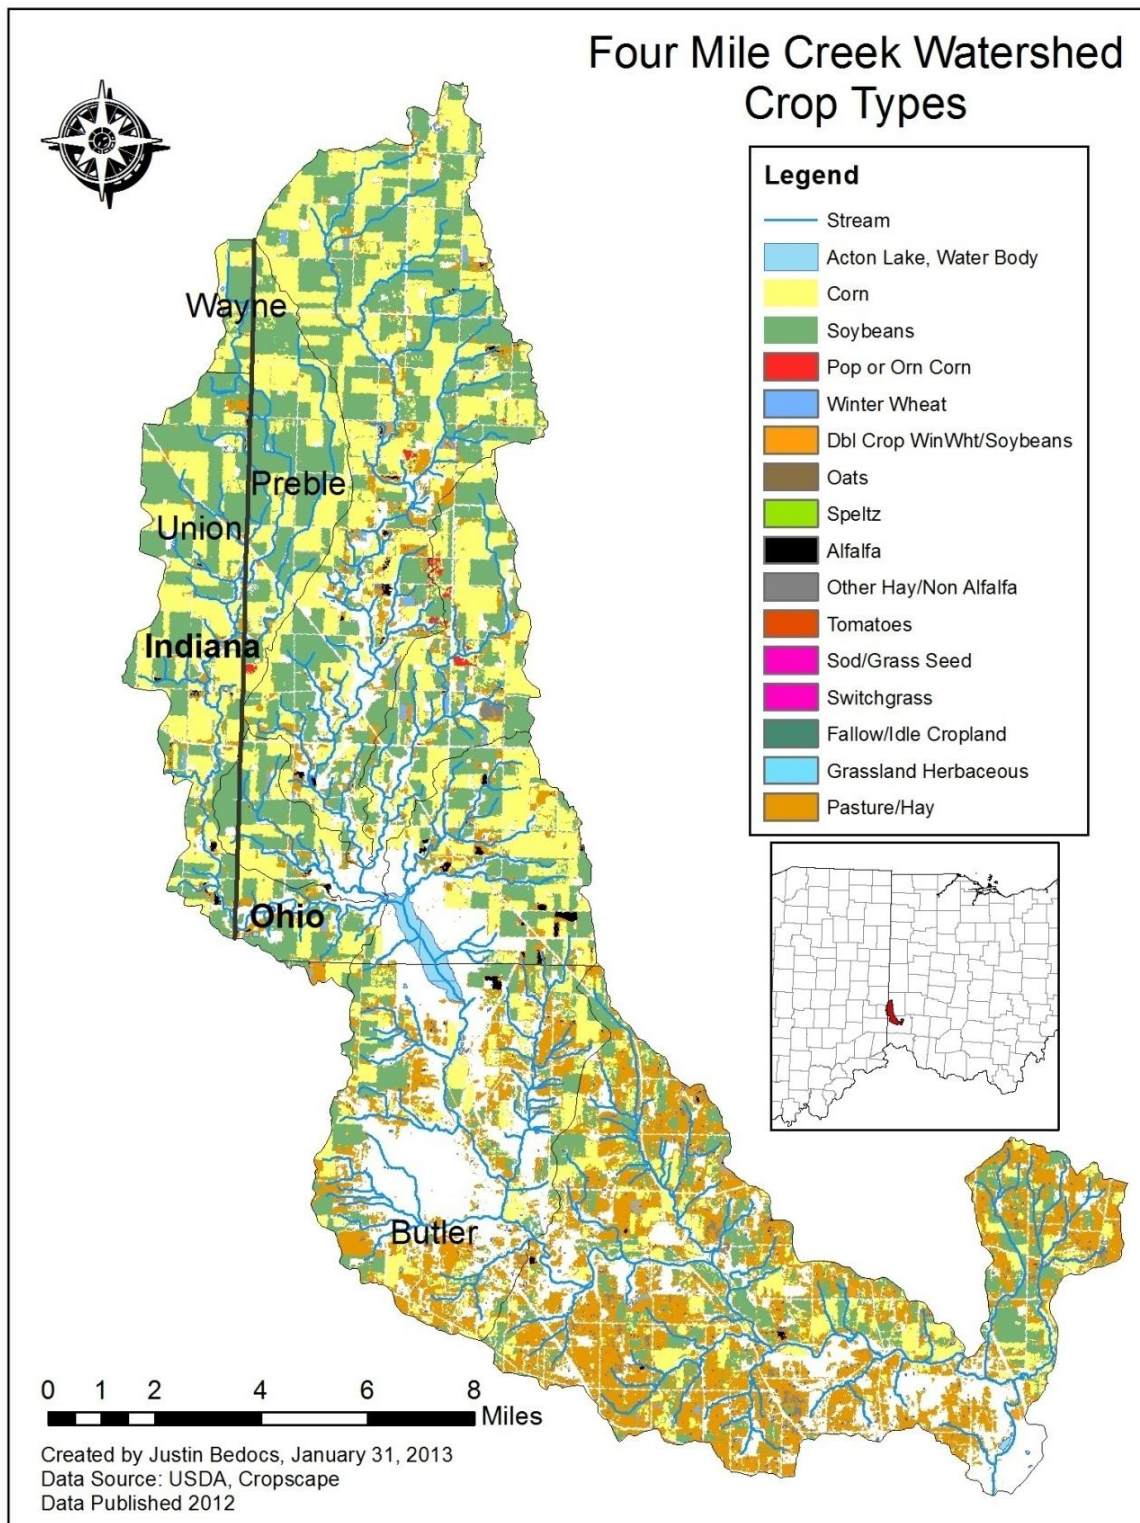 Four Mile Creek Watershed
Crop Types
Legend
Stream
Acton Lake, Water Body
Corn
Soybeans
Pop or Orn Corn
Winter Wheat
Dbl Crop WinWht/Soybeans
Oats
Speltz
Alfalfa
Other Hay/Non Alfalfa
Tomatoes
Sod/Grass Seed
Switchgrass
Fallow/Idle Cropland
Grassland Herbaceous
Pasture/Hay
Wayne
Preble
Union
Indiana
Ohio
Butler
0 1 2 4 6 8
Miles
Created by Justin Bedocs, January 31, 2013
Data Source: USDA, Cropscape
Data Published 2012